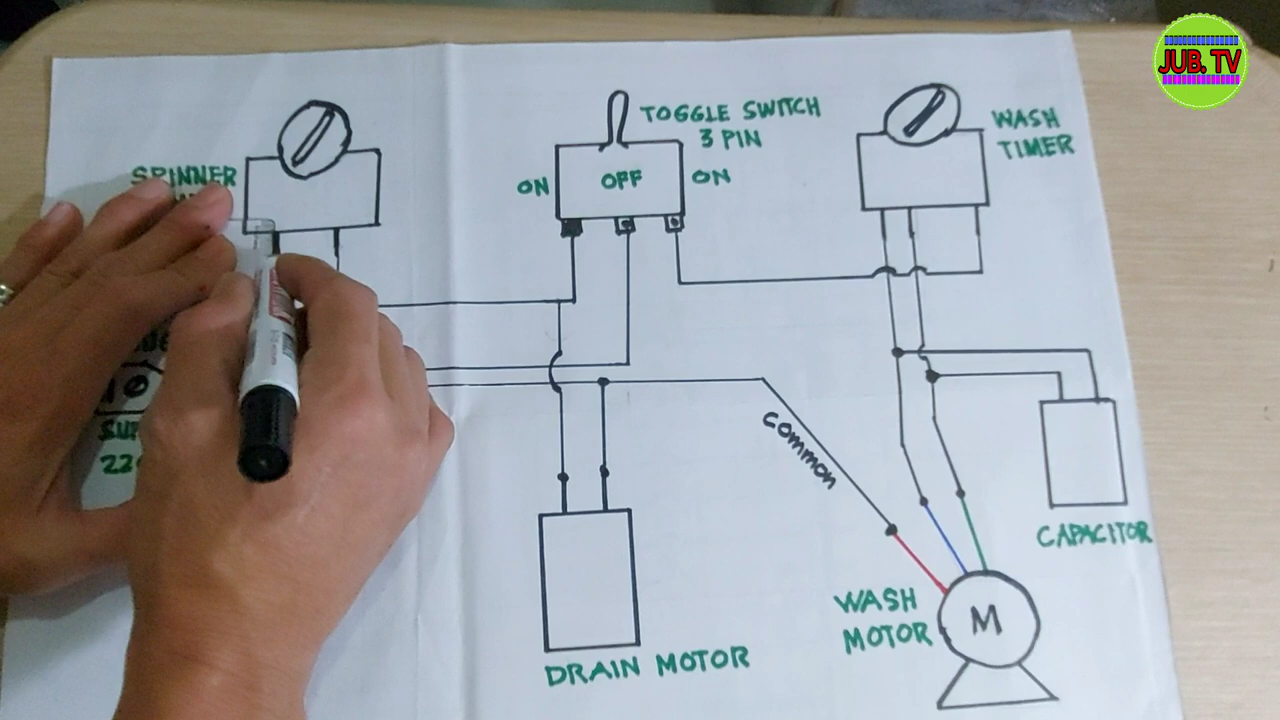 JUB. TV
TOGGLE SWITCH
3 PIN
WASH
TIMER
SPINNER
ON
OFF
ON
common
CAPACITOR
WASH
MOTOR
M
DRAIN MOTOR